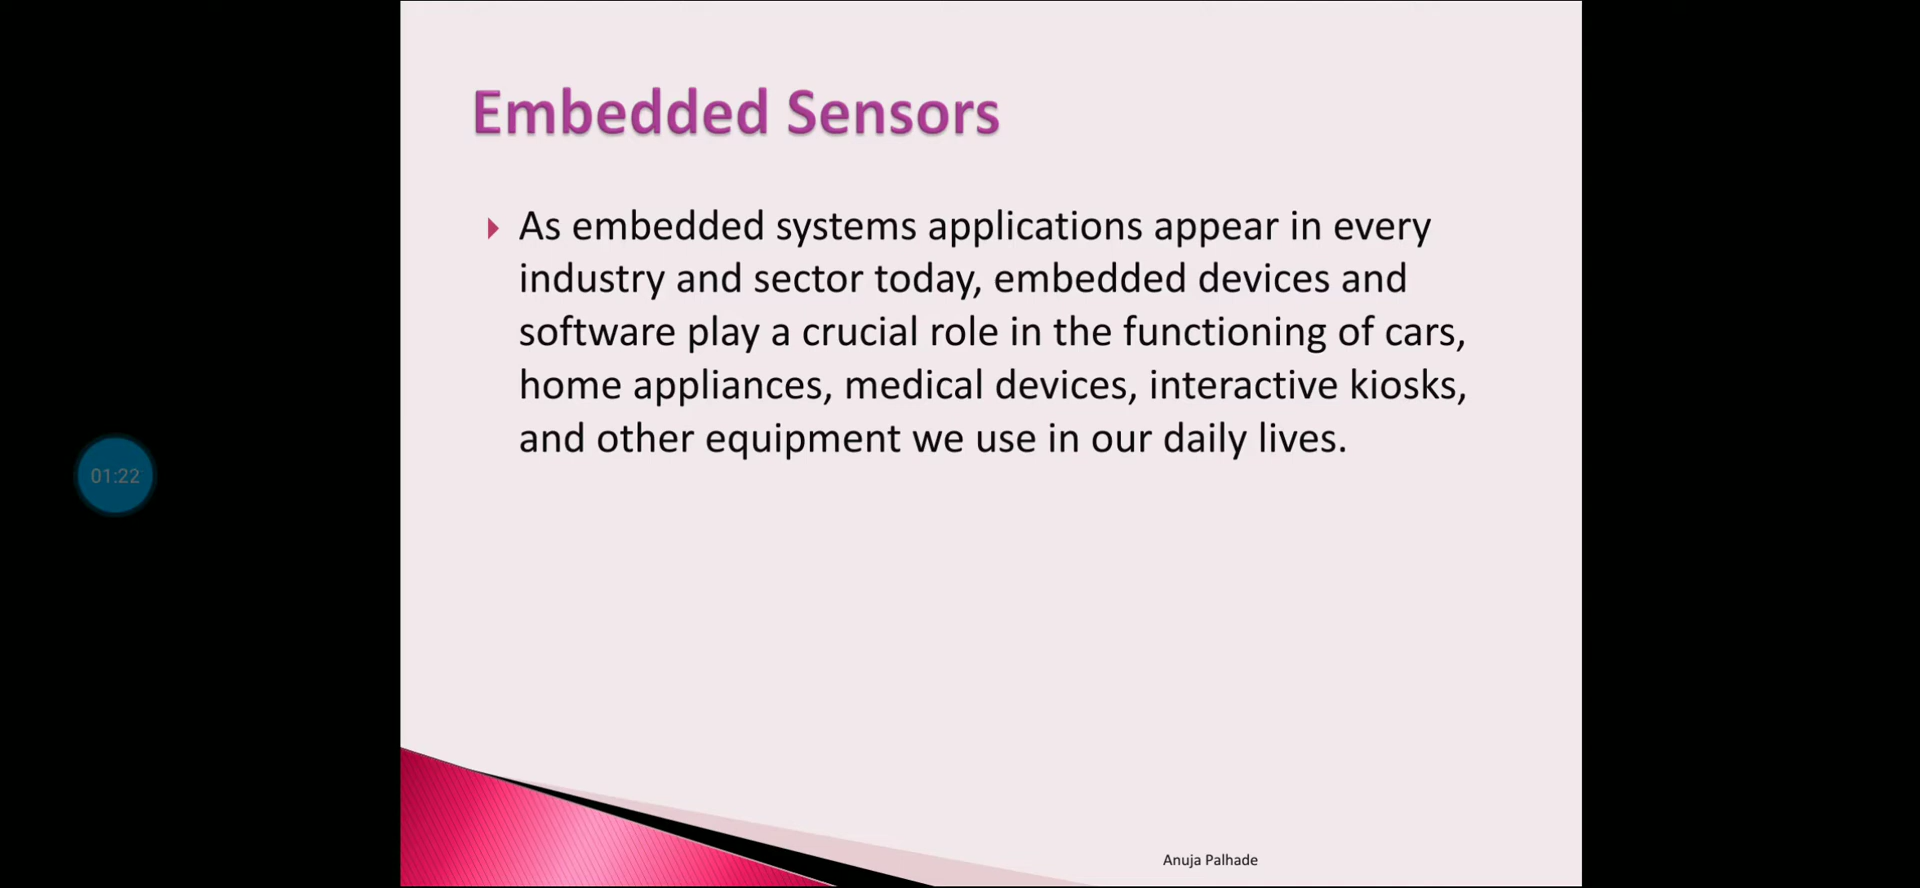 Embedded Sensors
As embedded systems applications appear in every
industry and sector today, embedded devices and
software play a crucial role in the functioning of cars,
home appliances, medical devices, interactive kiosks,
and other equipment we use in our daily lives.
01:22
Anuja Palhade